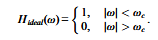 H_ideal(ω) = { 1, |ω| < ω_c
0, |ω| > ω_c .